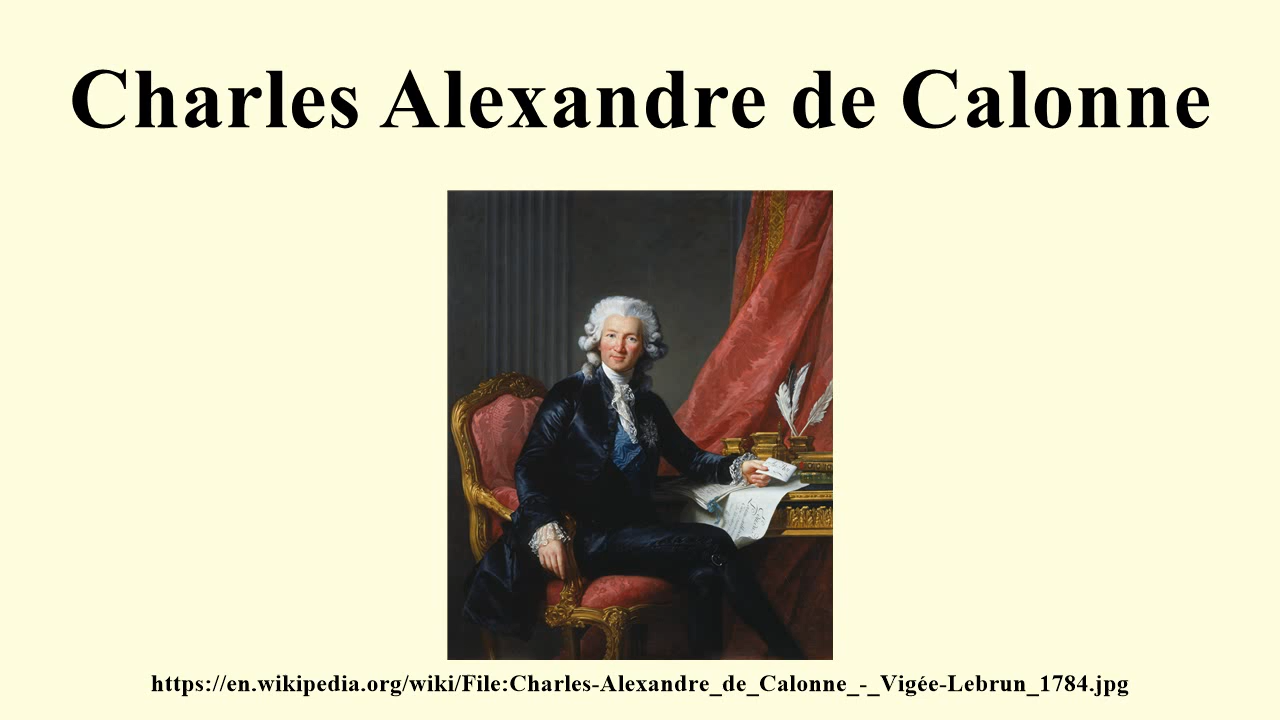 Charles Alexandre de Calonne
https://en.wikipedia.org/wiki/File:Charles-Alexandre_de_Calonne_-_Vigée-Lebrun_1784.jpg